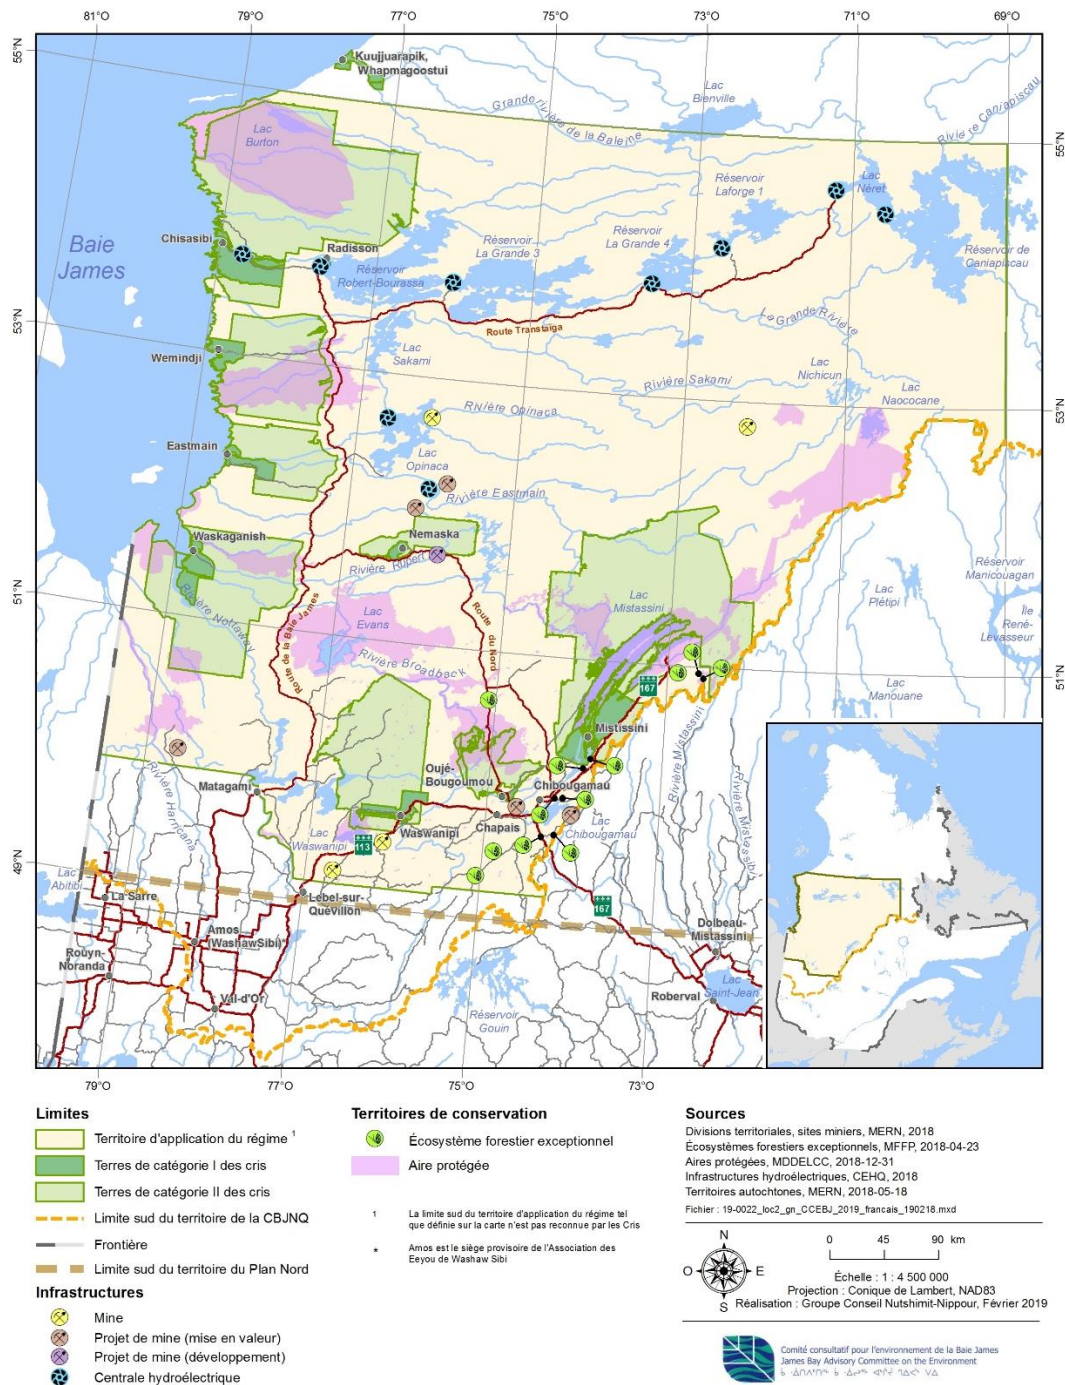 81°O
79°O
77°O
75°O
73°O
71°O
69°O
55°N
Kuujjuarapik,
Whapmagoostui
Lac
Bienville
Grande rivière de la Baleine
Rivière Caniapiscau
55°N
Lac
Burton
Réservoir
Laforge 1
Lac
Néret
Baie
James
Chisasibi
Radisson
Réservoir
La Grande 3
Réservoir
La Grande 4
Réservoir
Robert-Bourassa
Réservoir de
Caniapiscau
53°N
La Grande Rivière
Route Transtaïga
Wemindji
Lac
Sakami
Rivière Sakami
Lac
Nichicun
Lac
Naococane
Rivière Opinaca
53°N
Eastmain
Lac
Opinaca
Rivière Eastmain
Waskaganish
Nemaska
Rivière Rupert
51°N
Rivière Nottaway
Route de la Baie James
Lac
Evans
Route du Nord
Rivière Broadback
Lac
Mistassini
Réservoir
Manicouagan
Lac
Plétipi
Île
René-
Levasseur
51°N
Lac
Manouane
167
Mistissini
Rivière Mistassini
Rivière Mistassibi
Rivière Harricana
Matagami
Oujé-
Bougoumou
Chibougamau
Chapais
Lac
Chibougamau
Waswanipi
Lac
Waswanipi
113
49°N
Lac
Abitibi
La Sarre
Lebel-sur-
Quévillon
167
Dolbeau-
Mistassini
Amos
(WashawSibi)*
Rouyn-
Noranda
Val-d'Or
Réservoir
Gouin
Roberval
Lac
Saint-Jean
79°O
77°O
75°O
73°O
Limites
Territoire d'application du régime 1
Terres de catégorie I des cris
Terres de catégorie II des cris
Limite sud du territoire de la CBJNQ
Frontière
Limite sud du territoire du Plan Nord
Infrastructures
Mine
Projet de mine (mise en valeur)
Projet de mine (développement)
Centrale hydroélectrique
Territoires de conservation
Écosystème forestier exceptionnel
Aire protégée
1 La limite sud du territoire d'application du régime tel
que définie sur la carte n'est pas reconnue par les Cris
* Amos est le siège provisoire de l'Association des
Eeyou de Washaw Sibi
Sources
Divisions territoriales, sites miniers, MERN, 2018
Écosystèmes forestiers exceptionnels, MFFP, 2018-04-23
Aires protégées, MDDELCC, 2018-12-31
Infrastructures hydroélectriques, CEHQ, 2018
Territoires autochtones, MERN, 2018-05-18
Fichier : 19-0022_loc2_gn_CCEBJ_2019_francais_190218.mxd
N
O E
S
0 45 90 km
Échelle : 1 : 4 500 000
Projection : Conique de Lambert, NAD83
Réalisation : Groupe Conseil Nutshimit-Nippour, Février 2019
Comité consultatif pour l'environnement de la Baie James
James Bay Advisory Committee on the Environment